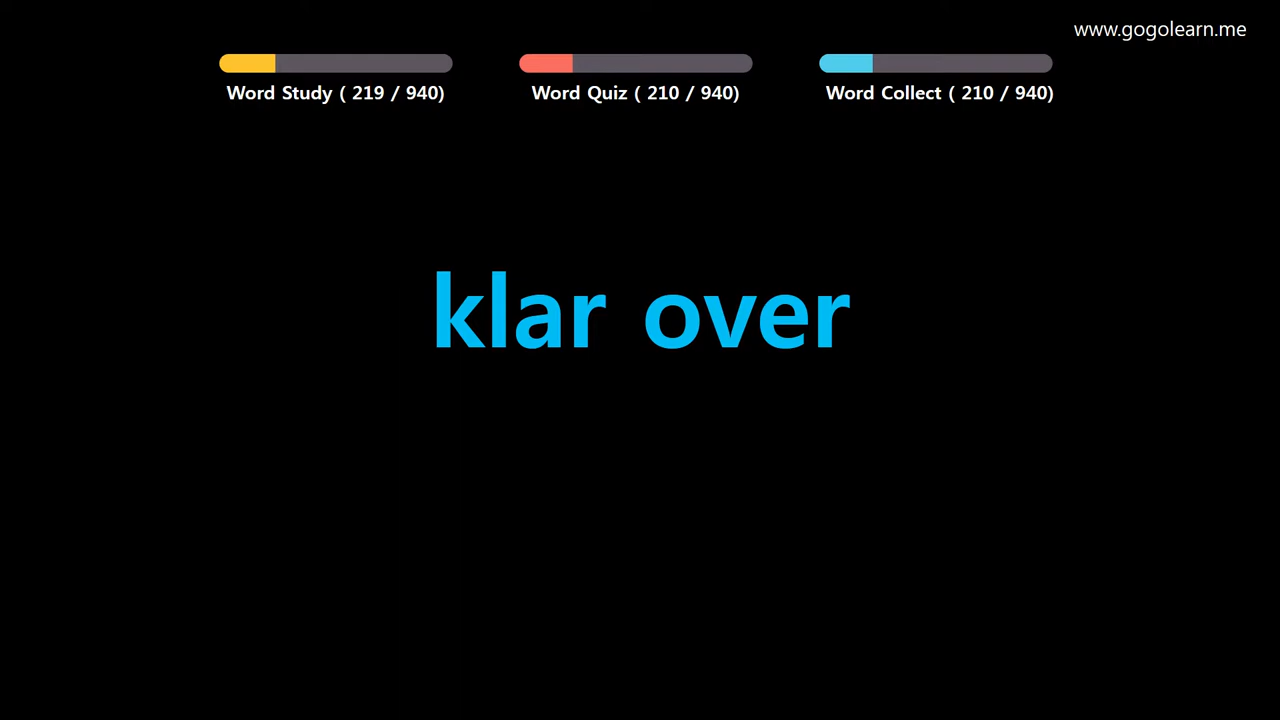 www.gogolearn.me
Word Study ( 219 / 940)
Word Quiz ( 210 / 940)
Word Collect ( 210 / 940)
klar over